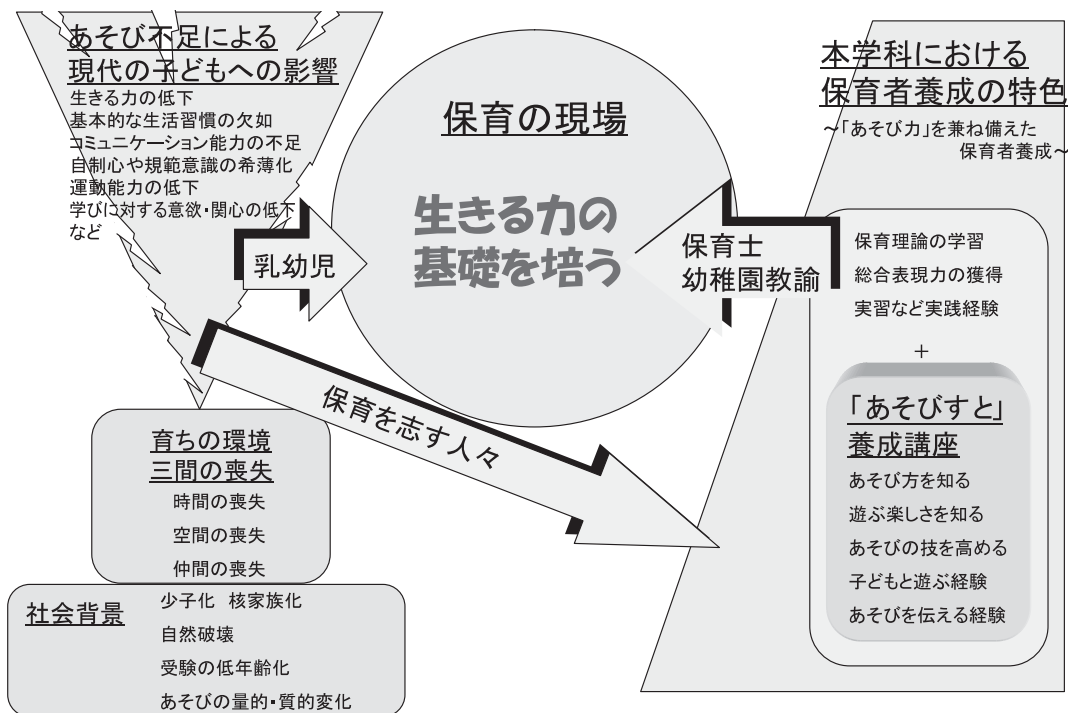 あそび不足による
現代の子どもへの影響
生きる力の低下
基本的な生活習慣の欠如
コミュニケーション能力の不足
自制心や規範意識の希薄化
運動能力の低下
学びに対する意欲・関心の低下
など
乳幼児
保育の現場
生きる力の
基礎を培う
保育士
幼稚園教諭
本学科における
保育者養成の特色
～「あそび力」を兼ね備えた
保育者養成～
保育理論の学習
総合表現力の獲得
実習など実践経験
＋
「あそびすと」
養成講座
あそび方を知る
遊ぶ楽しさを知る
あそびの技を高める
子どもと遊ぶ経験
あそびを伝える経験
保育を志す人々
育ちの環境
三間の喪失
時間の喪失
空間の喪失
仲間の喪失
社会背景
少子化 核家族化
自然破壊
受験の低年齢化
あそびの量的・質的変化